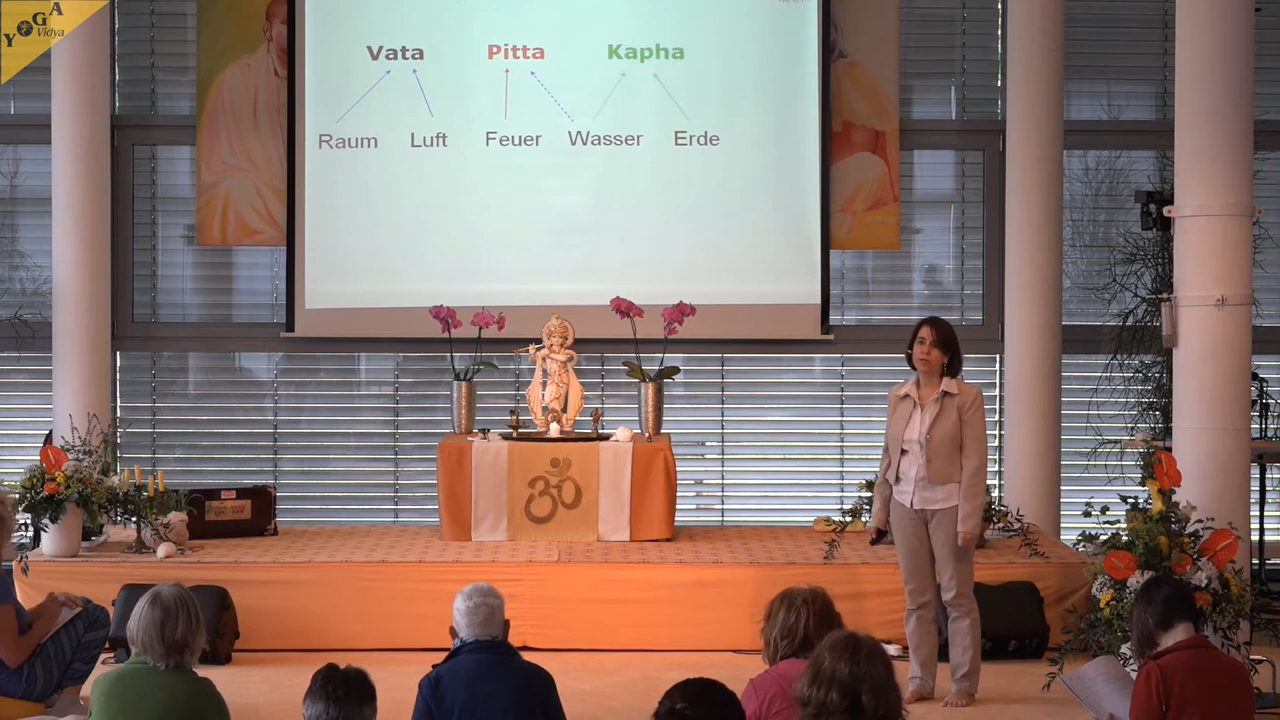 YOGA
Vidya
Vata Pitta Kapha
Raum Luft Feuer Wasser Erde
ॐ